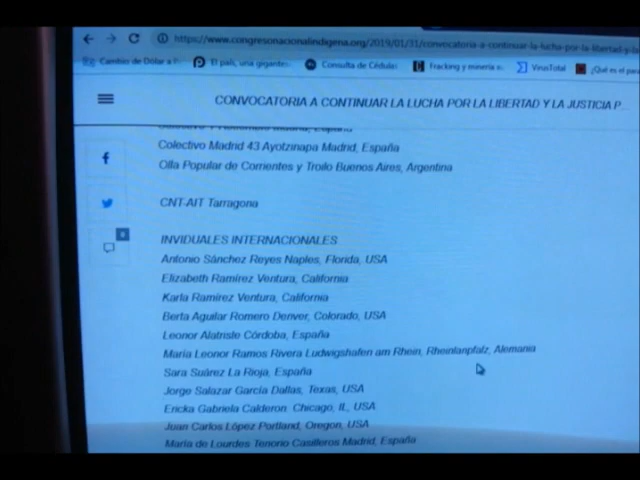 https://www.congresonacionalindigena.org/2019/01/31/convocatoria-a-continuar-la-lucha-por-la-libertad-y-la
Cambio de Dolar a El país, una gigante Consulta de Cédula Fracking y minería VirusTotal ¿Qué es el
CONVOCATORIA A CONTINUAR LA LUCHA POR LA LIBERTAD Y LA JUSTICIA P...
Colectivo Madrid 43 Ayotzinapa Madrid, España
Olla Popular de Corrientes y Troilo Buenos Aires, Argentina
CNT-AIT Tarragona
INVIDUALES INTERNACIONALES
Antonio Sánchez Reyes Naples, Florida, USA
Elizabeth Ramírez Ventura, California
Karla Ramírez Ventura, California
Berta Aguilar Romero Denver, Colorado, USA
Leonor Alatriste Córdoba, España
María Leonor Ramos Rivera Ludwigshafen am Rhein, Rheinlanpfalz, Alemania
Sara Suárez La Rioja, España
Jorge Salazar García Dallas, Texas, USA
Ericka Gabriela Calderon. Chicago, IL, USA
Juan Carlos López Portland, Oregon, USA
María de Lourdes Tenorio Casilleros Madrid, España